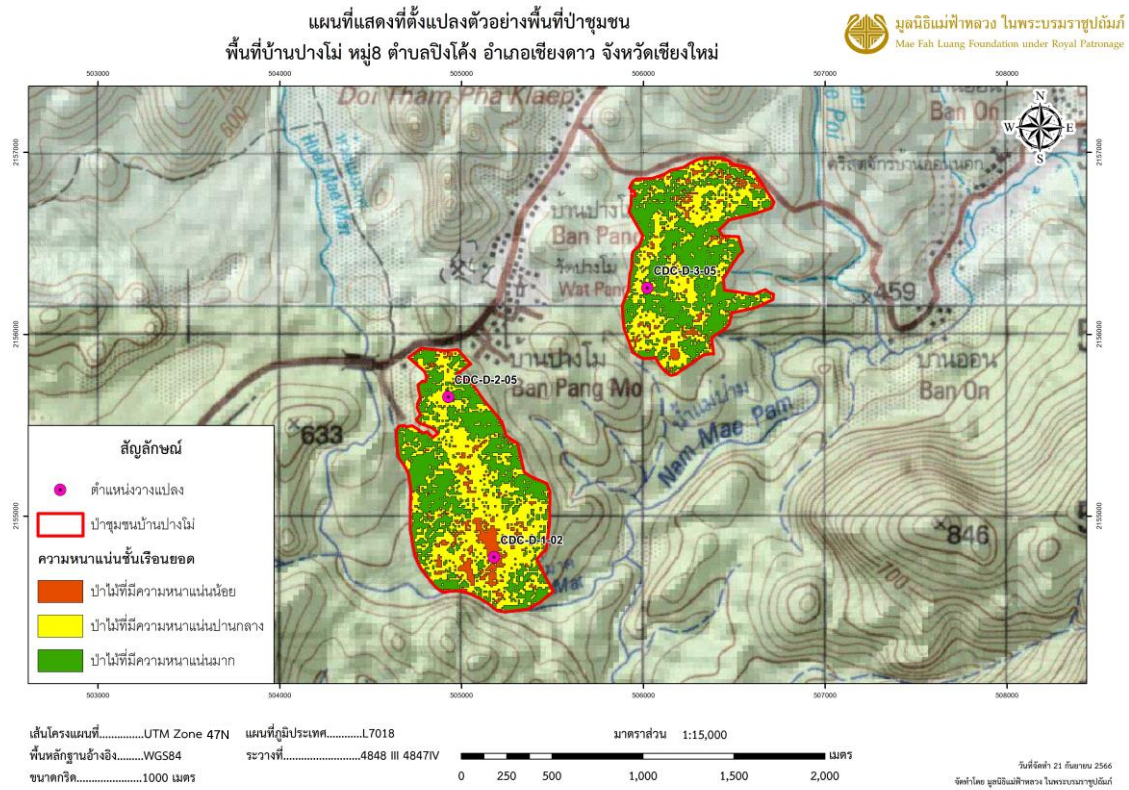 แผนที่แสดงที่ตั้งแปลงตัวอย่างพื้นที่ป่าชุมชน
พื้นที่บ้านปางโม่ หมู่8 ตำบลปิงโค้ง อำเภอเชียงดาว จังหวัดเชียงใหม่
มูลนิธิแม่ฟ้าหลวง ในพระบรมราชูปถัมภ์
Mae Fah Luang Foundation under Royal Patronage
503000 504000 505000 506000 507000 508000
2157000
2156000
2155000
2157000
2156000
2155000
N
W E
S
Doi Tham Pha Klaep
600
Huai Mae Mat
Ban On
บานปางโม
Ban Pang
วัดปางโม
Wat Pang
CDC-D-3-05
459
บานปางโม
Ban Pang Mo
CDC-D-2-05
บานออน
Ban On
น้ำแม่ปาม
Nam Mae Pam
633
846
CDC-D-1-02
สัญลักษณ์
ตำแหน่งวางแปลง
ป่าชุมชนบ้านปางโม่
ความหนาแน่นชั้นเรือนยอด
ป่าไม้ที่มีความหนาแน่นน้อย
ป่าไม้ที่มีความหนาแน่นปานกลาง
ป่าไม้ที่มีความหนาแน่นมาก
503000 504000 505000 506000 507000 508000
เส้นโครงแผนที่...............UTM Zone 47N
พื้นหลักฐานอ้างอิง.........WGS84
ขนาดกริด......................1000 เมตร
แผนที่ภูมิประเทศ...........L7018
ระวางที่.........................4848 III 4847IV
มาตราส่วน 1:15,000
เมตร
0 250 500 1,000 1,500 2,000
วันที่จัดทำ 21 กันยายน 2566
จัดทำโดย มูลนิธิแม่ฟ้าหลวง ในพระบรมราชูปถัมภ์